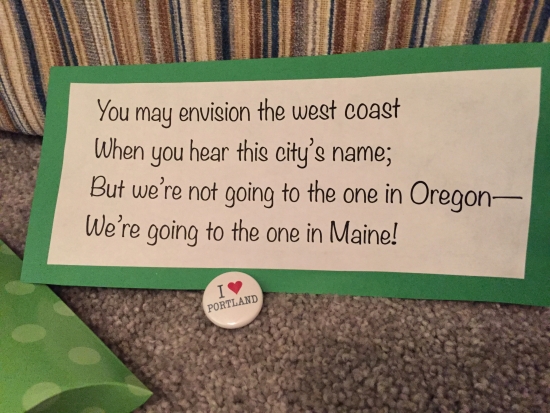 You may envision the west coast
When you hear this city's name;
But we're not going to the one in Oregon—
We're going to the one in Maine!
I ♥
PORTLAND